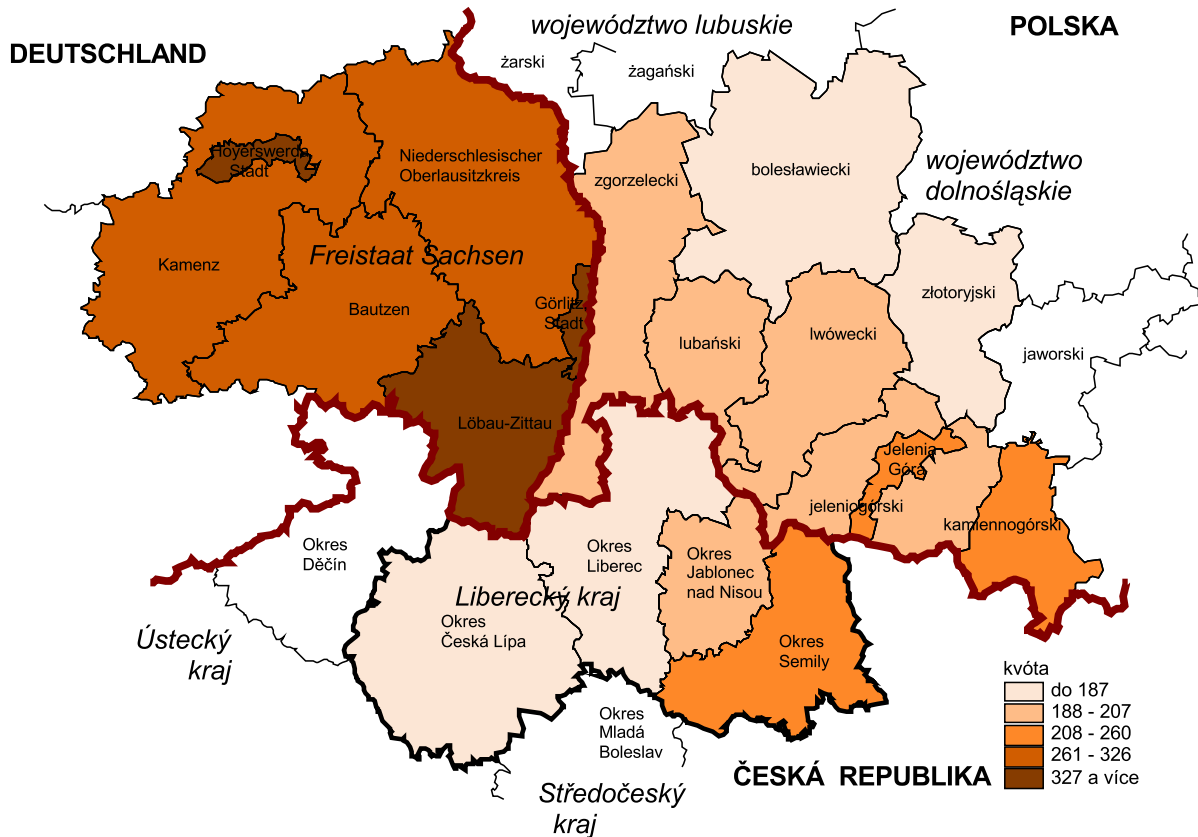 województwo lubuskie
POLSKA
DEUTSCHLAND
żarski
żagański
Hoyerswerda
Stadt
Niederschlesischer
Oberlausitzkreis
zgorzelecki
bolesławiecki
województwo
dolnośląskie
Kamenz
Freistaat Sachsen
Bautzen
Görlitz
Stadt
złotoryjski
lubański
lwówecki
jaworski
Löbau-Zittau
Jelenia
Góra
jeleniogórski
kamiennogórski
Okres
Děčín
Okres
Liberec
Okres
Jablonec
nad Nisou
Liberecký kraj
Okres
Česká Lípa
Ústecký
kraj
Okres
Semily
Okres
Mladá
Boleslav
Středočeský
kraj
ČESKÁ REPUBLIKA
kvóta
do 187
188 - 207
208 - 260
261 - 326
327 a více